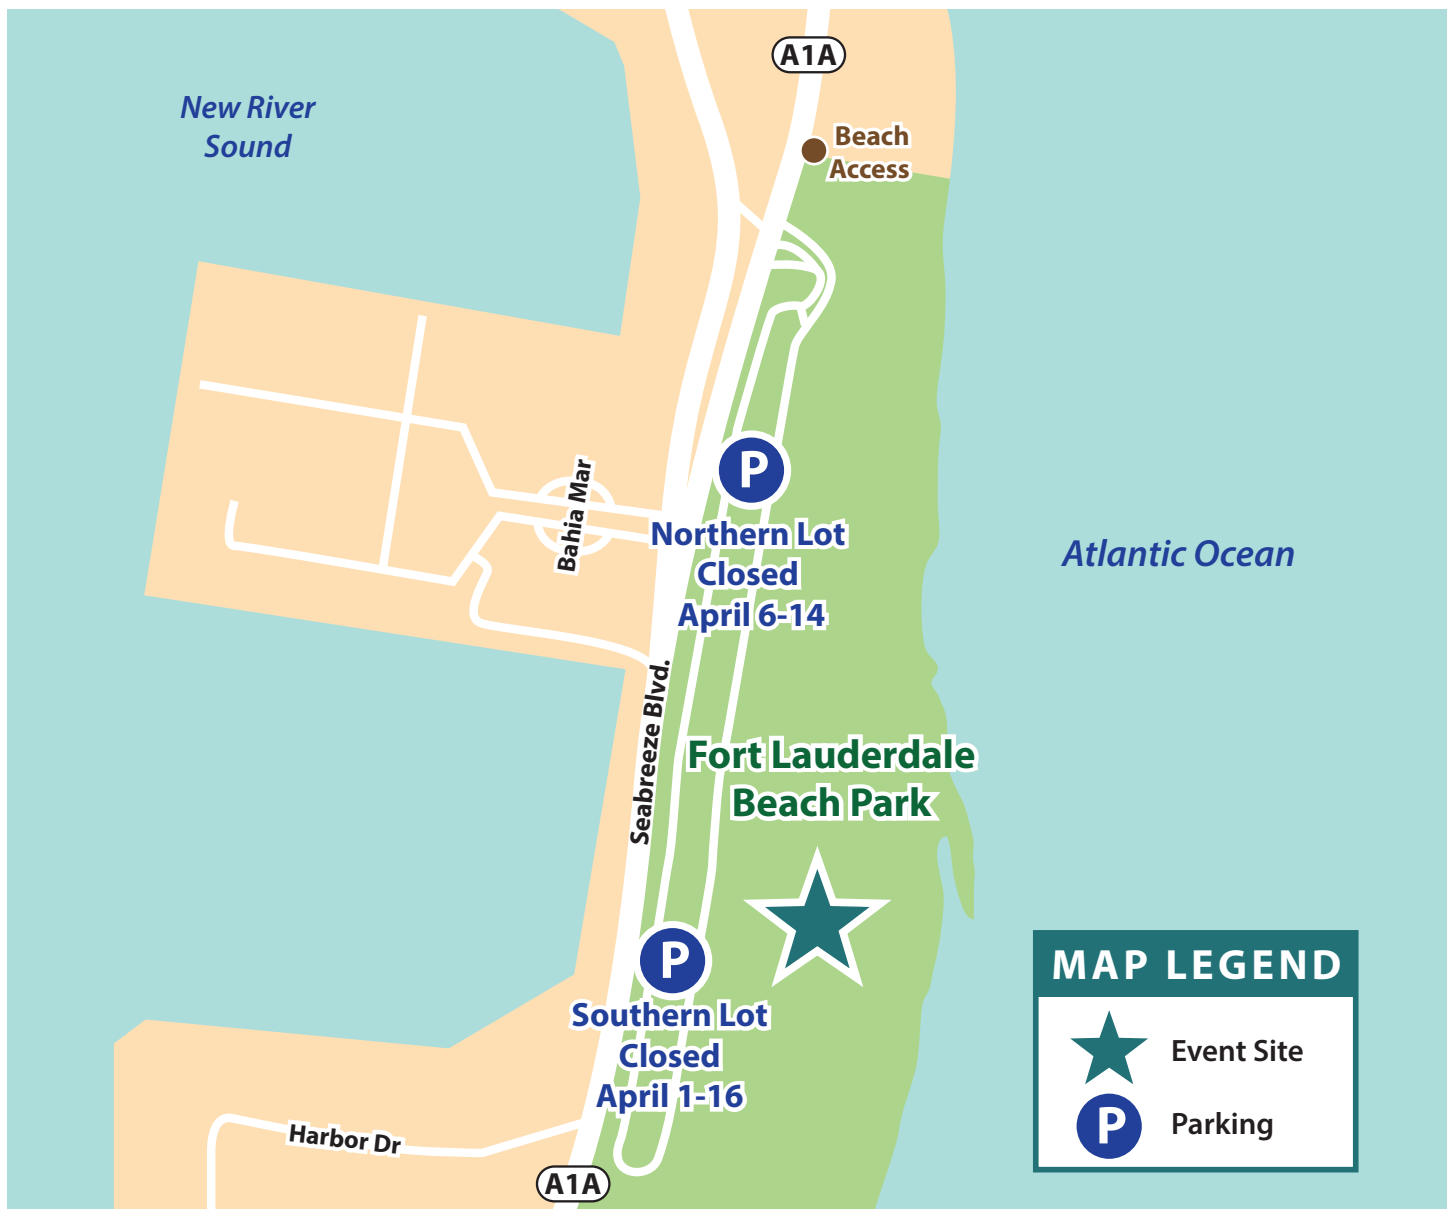 A1A
New River
Sound
Beach
Access
P
Bahia Mar
Northern Lot
Closed
April 6-14
Atlantic Ocean
Seabreeze Blvd.
Fort Lauderdale
Beach Park
P
Southern Lot
Closed
April 1-16
Harbor Dr
A1A
MAP LEGEND
Event Site
P
Parking